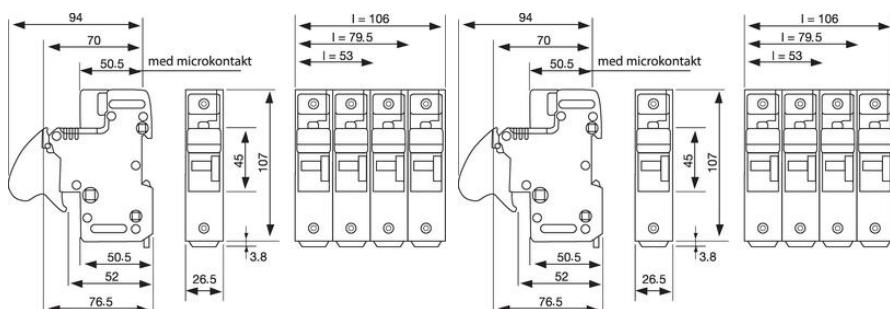 94
l = 106
94
l = 106
70
l = 79.5
70
l = 79.5
50.5
med microkontakt
l = 53
50.5
med microkontakt
l = 53
45
107
45
107
50.5
3.8
50.5
3.8
52
26.5
52
26.5
76.5
76.5